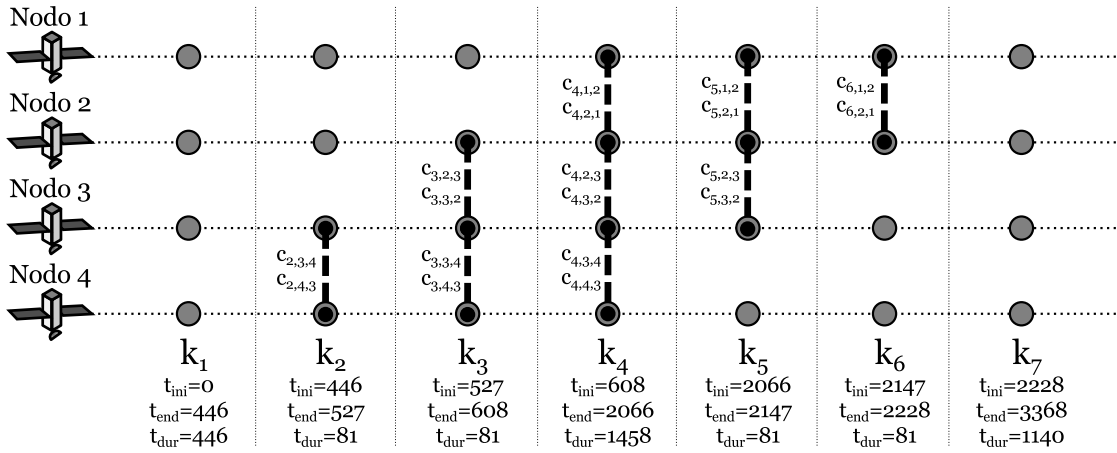 Nodo 1
Nodo 2
Nodo 3
Nodo 4
c4,1,2
c4,2,1
c5,1,2
c5,2,1
c6,1,2
c6,2,1
c3,2,3
c3,3,2
c4,2,3
c4,3,2
c5,2,3
c5,3,2
c2,3,4
c2,4,3
c3,3,4
c3,4,3
c4,3,4
c4,4,3
k1
tini=0
tend=446
tdur=446
k2
tini=446
tend=527
tdur=81
k3
tini=527
tend=608
tdur=81
k4
tini=608
tend=2066
tdur=1458
k5
tini=2066
tend=2147
tdur=81
k6
tini=2147
tend=2228
tdur=81
k7
tini=2228
tend=3368
tdur=1140